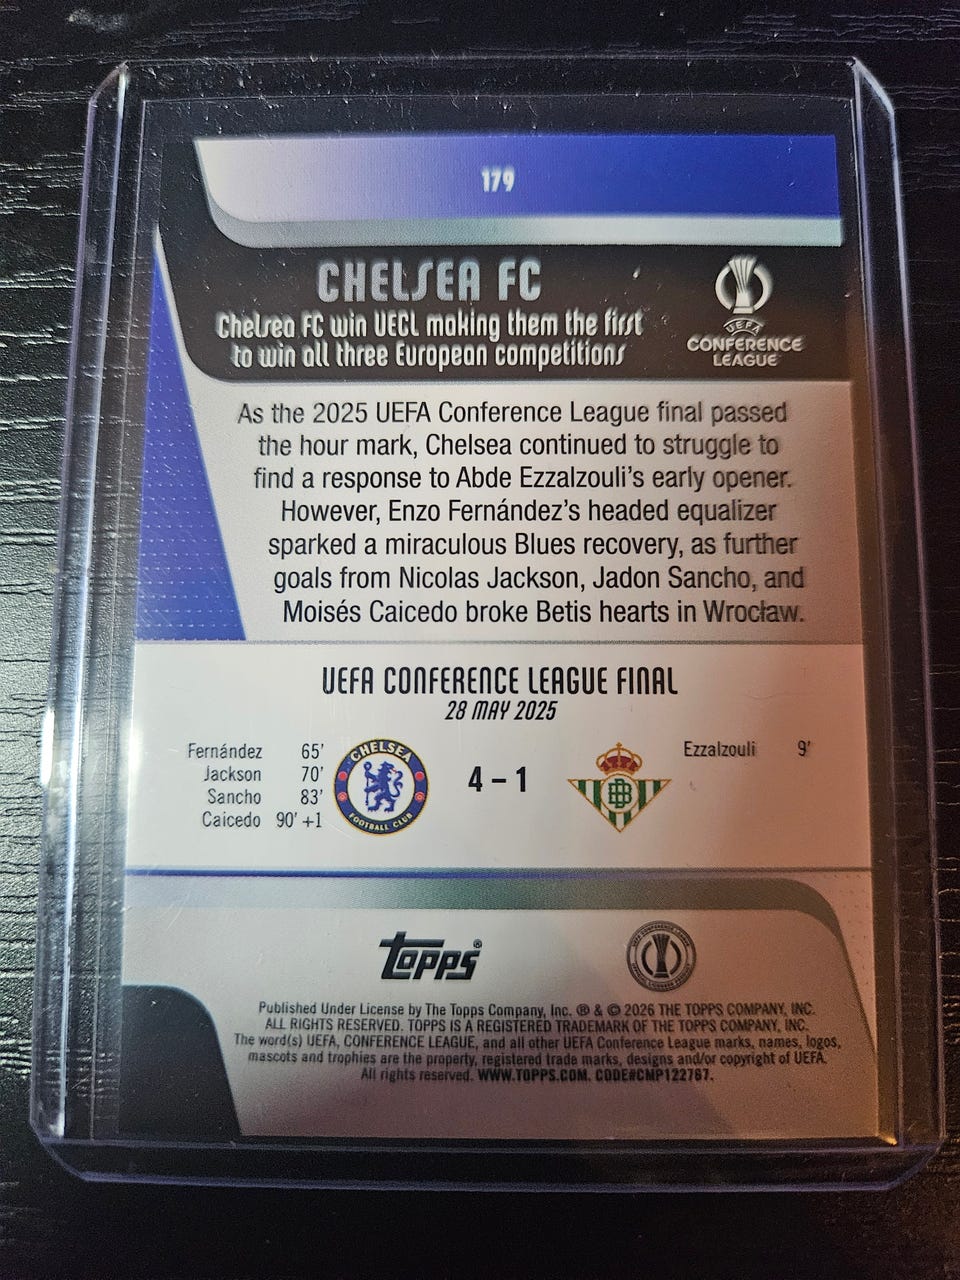 179
CHELSEA FC
Chelsea FC win UECL making them the first
to win all three European competitions
UEFA
CONFERENCE
LEAGUE
As the 2025 UEFA Conference League final passed
the hour mark, Chelsea continued to struggle to
find a response to Abde Ezzalzouli's early opener.
However, Enzo Fernández's headed equalizer
sparked a miraculous Blues recovery, as further
goals from Nicolas Jackson, Jadon Sancho, and
Moisés Caicedo broke Betis hearts in Wrocław.
UEFA CONFERENCE LEAGUE FINAL
28 MAY 2025
Fernández 65'
Jackson 70'
Sancho 83'
Caicedo 90' +1
CHELSEA
FOOTBALL CLUB
4 – 1
Ezzalzouli 9'
Topps®
Published Under License by The Topps Company, Inc. ® & © 2026 THE TOPPS COMPANY, INC.
ALL RIGHTS RESERVED. TOPPS IS A REGISTERED TRADEMARK OF THE TOPPS COMPANY, INC.
The word(s) UEFA, CONFERENCE LEAGUE, and all other UEFA Conference League marks, names, logos,
mascots and trophies are the property, registered trade marks, designs and/or copyright of UEFA.
All rights reserved. WWW.TOPPS.COM. CODE#CMP122767.